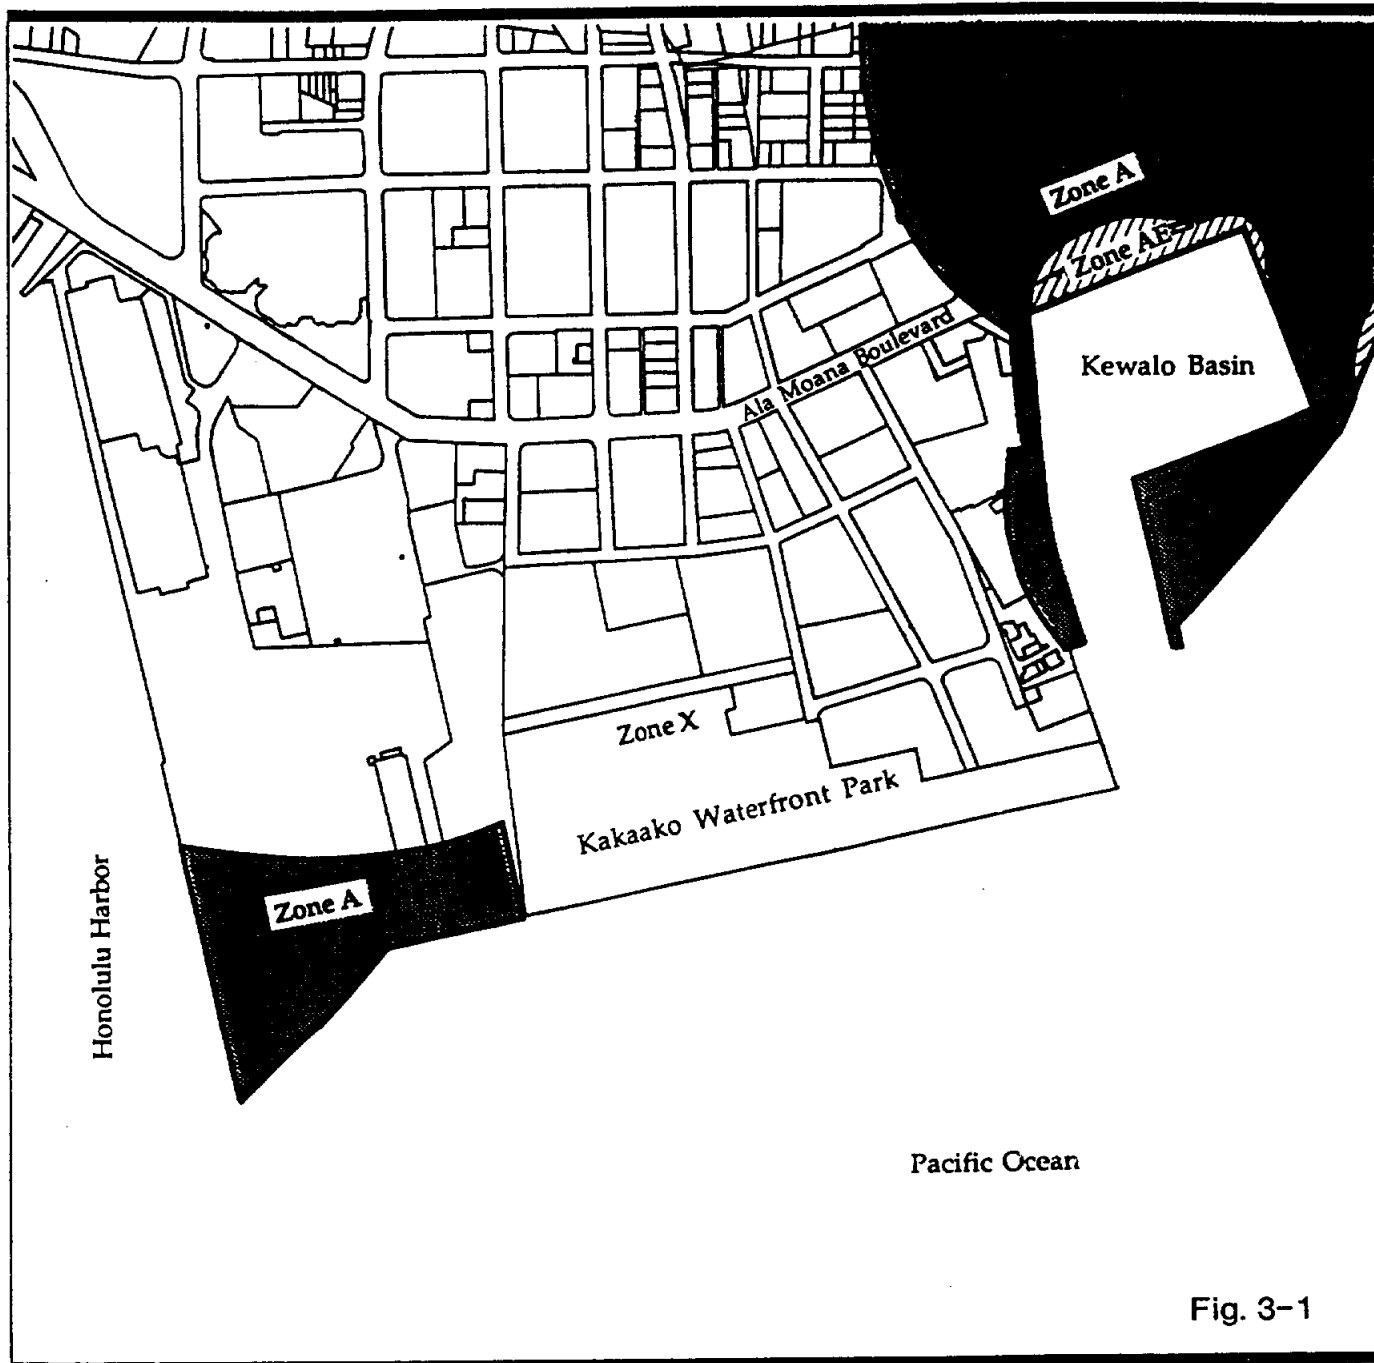 Zone A
Zone AE
Kewalo Basin
Ala Moana Boulevard
Zone X
Kakaako Waterfront Park
Zone A
Honolulu Harbor
Pacific Ocean
Fig. 3-1